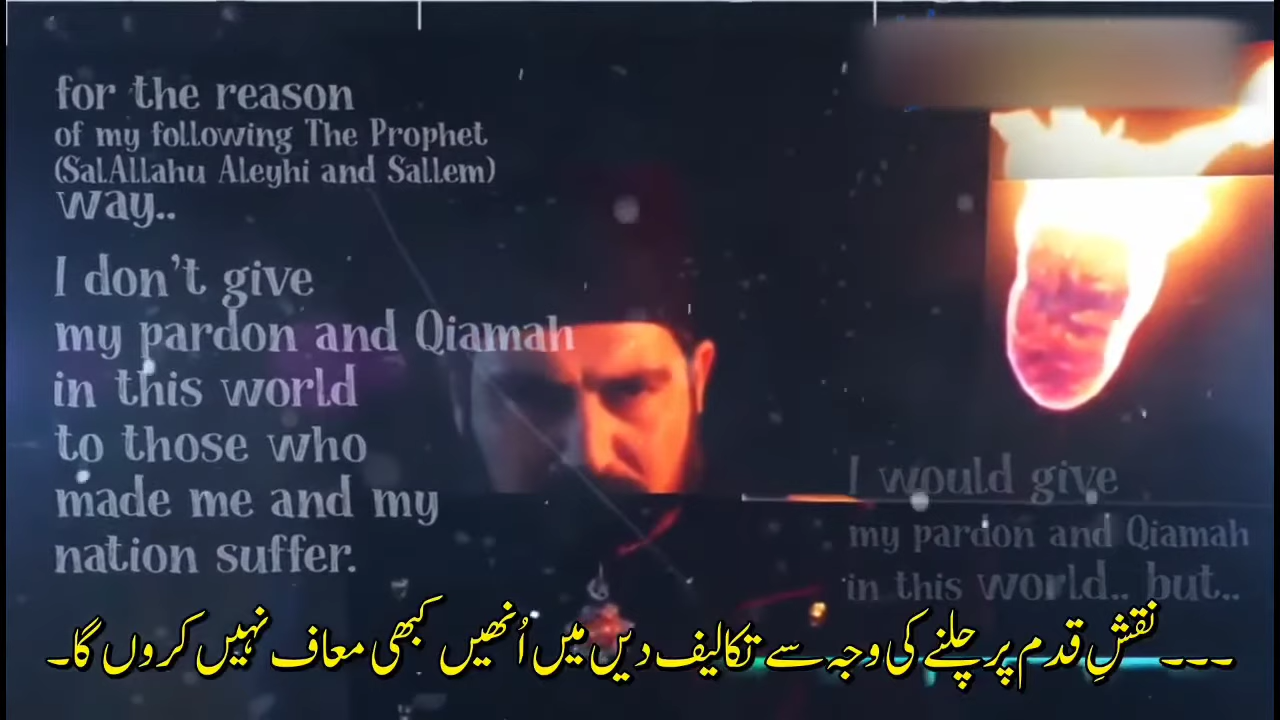 for the reason
of my following The Prophet
(Sal.Allahu Aleyhi and Sallem)
way..
I don't give
my pardon and Qiamah
in this world
to those who
made me and my
nation suffer.
I would give
my pardon and Qiamah
in this world.. but..
۔۔۔ نقشِ قدم پر چلنے کی وجہ سے تکالیف دیں میں اُنھیں کبھی معاف نہیں کروں گا۔